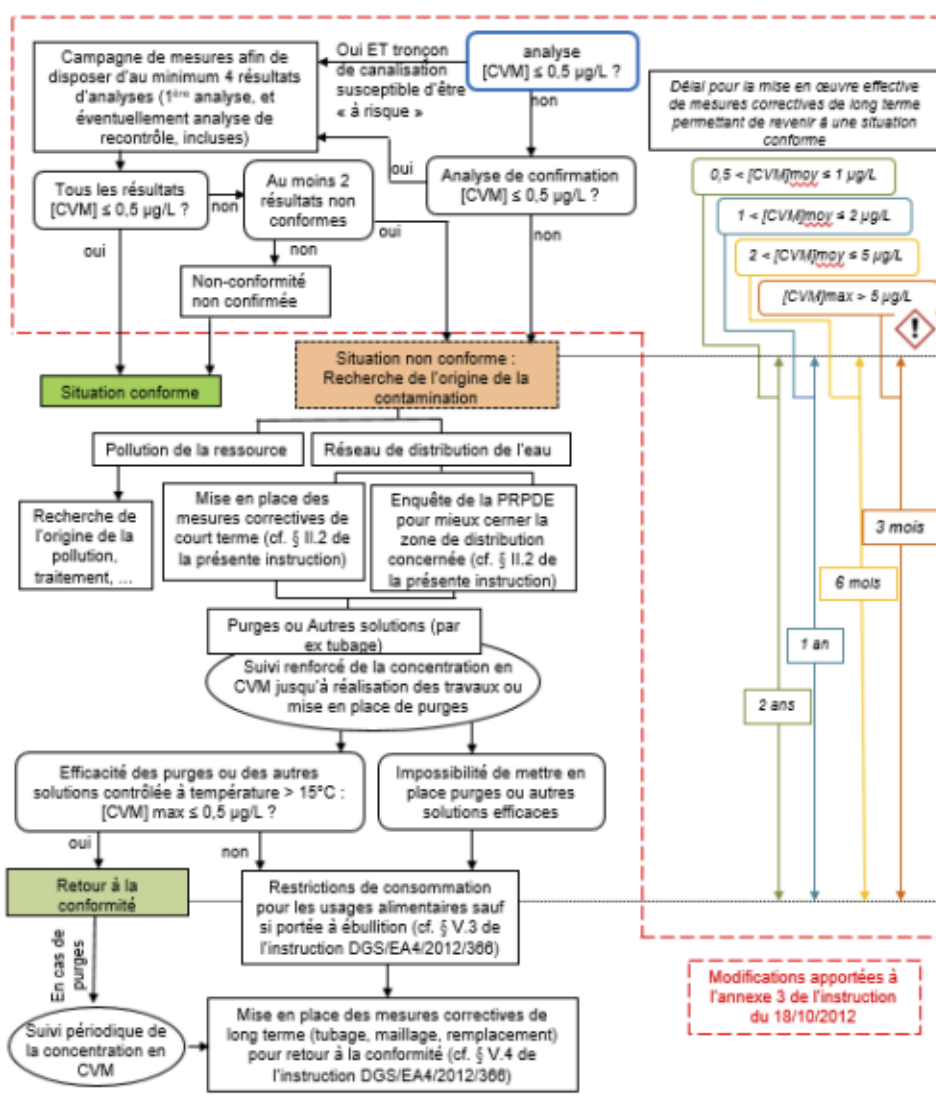 Campagne de mesures afin de
disposer d'au minimum 4 résultats
d'analyses (1ère analyse, et
éventuellement analyse de
recontrôle, incluses)
Oui ET tronçon
de canalisation
susceptible d'être
« à risque »
analyse
[CVM] ≤ 0,5 µg/L ?
non
Délai pour la mise en œuvre effective
de mesures correctives de long terme
permettant de revenir à une situation
conforme
oui
Tous les résultats
[CVM] ≤ 0,5 µg/L ?
non
Au moins 2
résultats non
conformes
Analyse de confirmation
[CVM] ≤ 0,5 µg/L ?
0,5 < [CVM]moy ≤ 1 µg/L
1 < [CVM]moy ≤ 2 µg/L
2 < [CVM]moy ≤ 5 µg/L
[CVM]max > 5 µg/L
oui
non
oui
non
Non-conformité
non confirmée
Situation conforme
Situation non conforme :
Recherche de l'origine de la
contamination
Pollution de la ressource
Réseau de distribution de l'eau
Recherche de
l'origine de la
pollution,
traitement, …
Mise en place des
mesures correctives de
court terme (cf. § II.2 de
la présente instruction)
Enquête de la PRPDE
pour mieux cerner la
zone de distribution
concernée (cf. § II.2 de
la présente instruction)
3 mois
6 mois
1 an
2 ans
Purges ou Autres solutions (par
ex tubage)
Suivi renforcé de la concentration en
CVM jusqu'à réalisation des travaux ou
mise en place de purges
Efficacité des purges ou des autres
solutions contrôlée à température > 15°C :
[CVM] max ≤ 0,5 µg/L ?
Impossibilité de mettre en
place purges ou autres
solutions efficaces
oui
non
Retour à la
conformité
Restrictions de consommation
pour les usages alimentaires sauf
si portée à ébullition (cf. § V.3 de
l'instruction DGS/EA4/2012/366)
En cas de
purges
Suivi périodique de
la concentration en
CVM
Mise en place des mesures correctives de
long terme (tubage, maillage, remplacement)
pour retour à la conformité (cf. § V.4 de
l'instruction DGS/EA4/2012/366)
Modifications apportées à
l'annexe 3 de l'instruction
du 18/10/2012